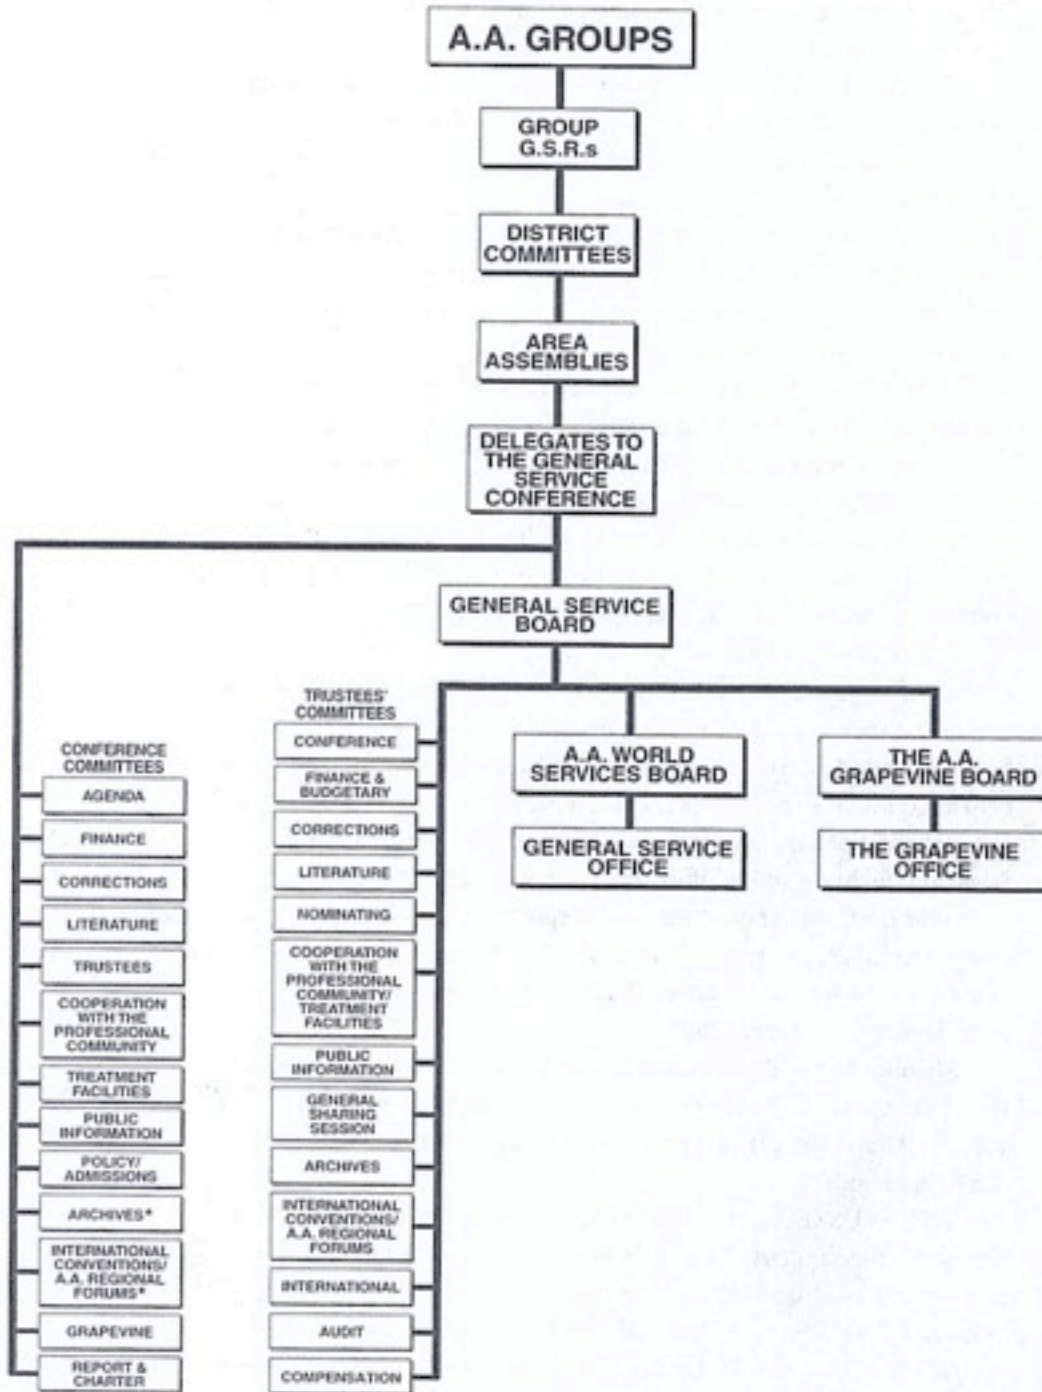 A.A. GROUPS
GROUP
G.S.R.s
DISTRICT
COMMITTEES
AREA
ASSEMBLIES
DELEGATES TO
THE GENERAL
SERVICE
CONFERENCE
GENERAL SERVICE
BOARD
CONFERENCE
COMMITTEES
AGENDA
FINANCE
CORRECTIONS
LITERATURE
TRUSTEES
COOPERATION
WITH THE
PROFESSIONAL
COMMUNITY
TREATMENT
FACILITIES
PUBLIC
INFORMATION
POLICY/
ADMISSIONS
ARCHIVES*
INTERNATIONAL
CONVENTIONS/
A.A. REGIONAL
FORUMS*
GRAPEVINE
REPORT &
CHARTER
TRUSTEES'
COMMITTEES
CONFERENCE
FINANCE &
BUDGETARY
CORRECTIONS
LITERATURE
NOMINATING
COOPERATION
WITH THE
PROFESSIONAL
COMMUNITY/
TREATMENT
FACILITIES
PUBLIC
INFORMATION
GENERAL
SHARING
SESSION
ARCHIVES
INTERNATIONAL
CONVENTIONS/
A.A. REGIONAL
FORUMS
INTERNATIONAL
AUDIT
COMPENSATION
A.A. WORLD
SERVICES BOARD
GENERAL SERVICE
OFFICE
THE A.A.
GRAPEVINE BOARD
THE GRAPEVINE
OFFICE